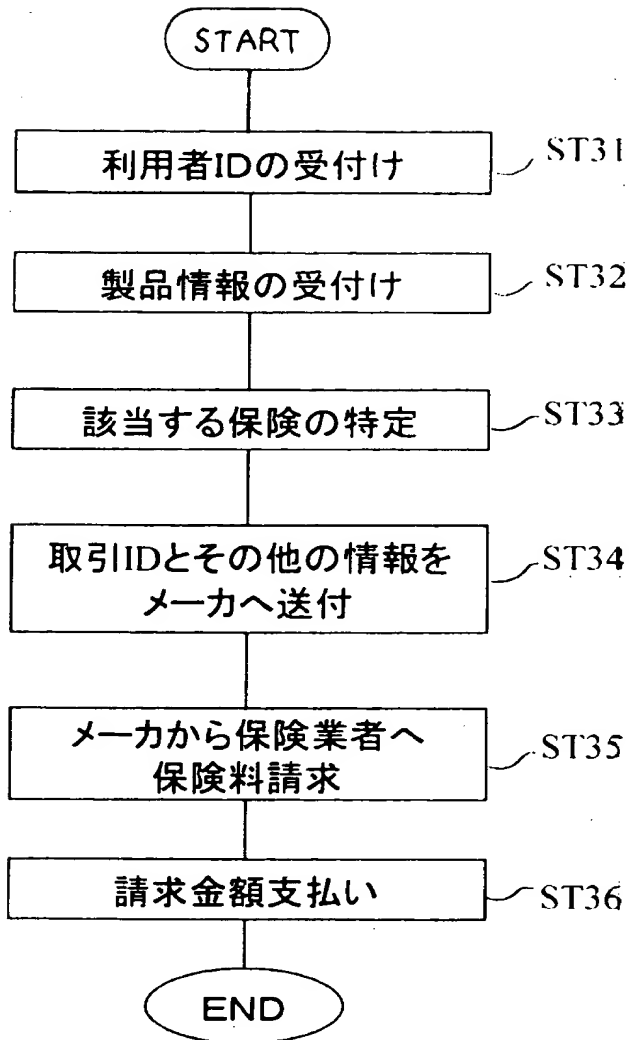 START
利用者IDの受付け
ST31
製品情報の受付け
ST32
該当する保険の特定
ST33
取引IDとその他の情報を
メーカへ送付
ST34
メーカから保険業者へ
保険料請求
ST35
請求金額支払い
ST36
END